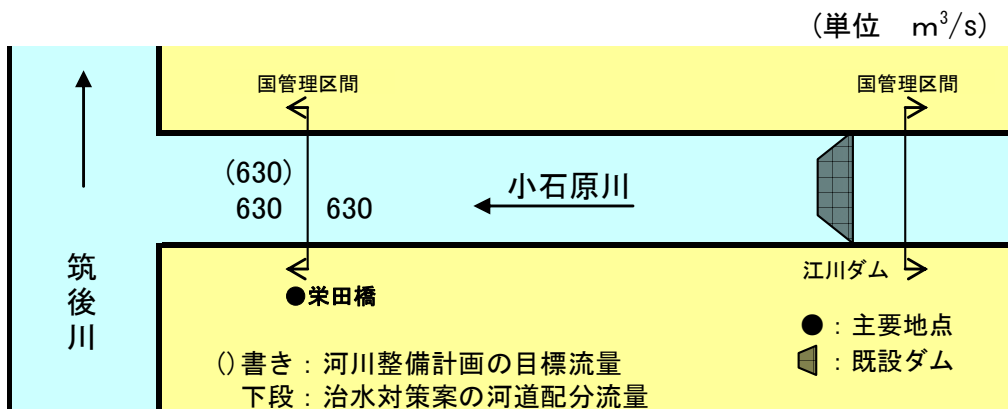 (単位　m³/s)
国管理区間
国管理区間
(630)
630
630
小石原川
筑後川
江川ダム
●栄田橋
●：主要地点
：既設ダム
()書き：河川整備計画の目標流量
下段：治水対策案の河道配分流量